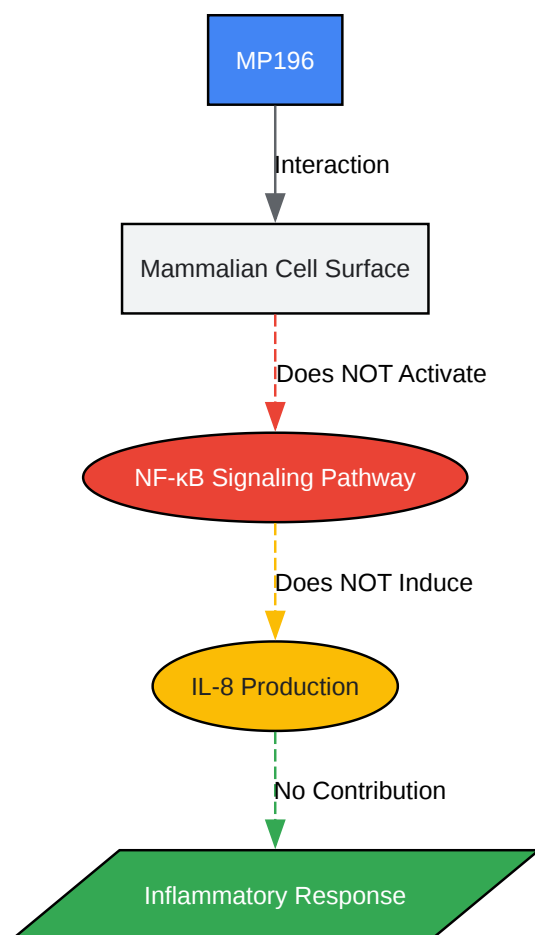 MP196
Interaction
Mammalian Cell Surface
Does NOT Activate
NF-κB Signaling Pathway
Does NOT Induce
IL-8 Production
No Contribution
Inflammatory Response